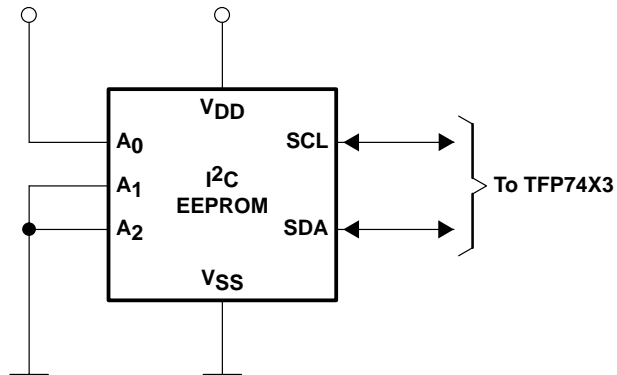 VDD
A0
SCL
A1
I2C
EEPROM
To TFP74X3
A2
SDA
VSS